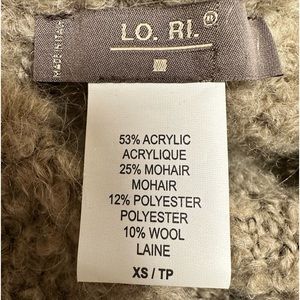 LO. RI.®
MADE IN ITALY
53% ACRYLIC
ACRYLIQUE
25% MOHAIR
MOHAIR
12% POLYESTER
POLYESTER
10% WOOL
LAINE
XS / TP